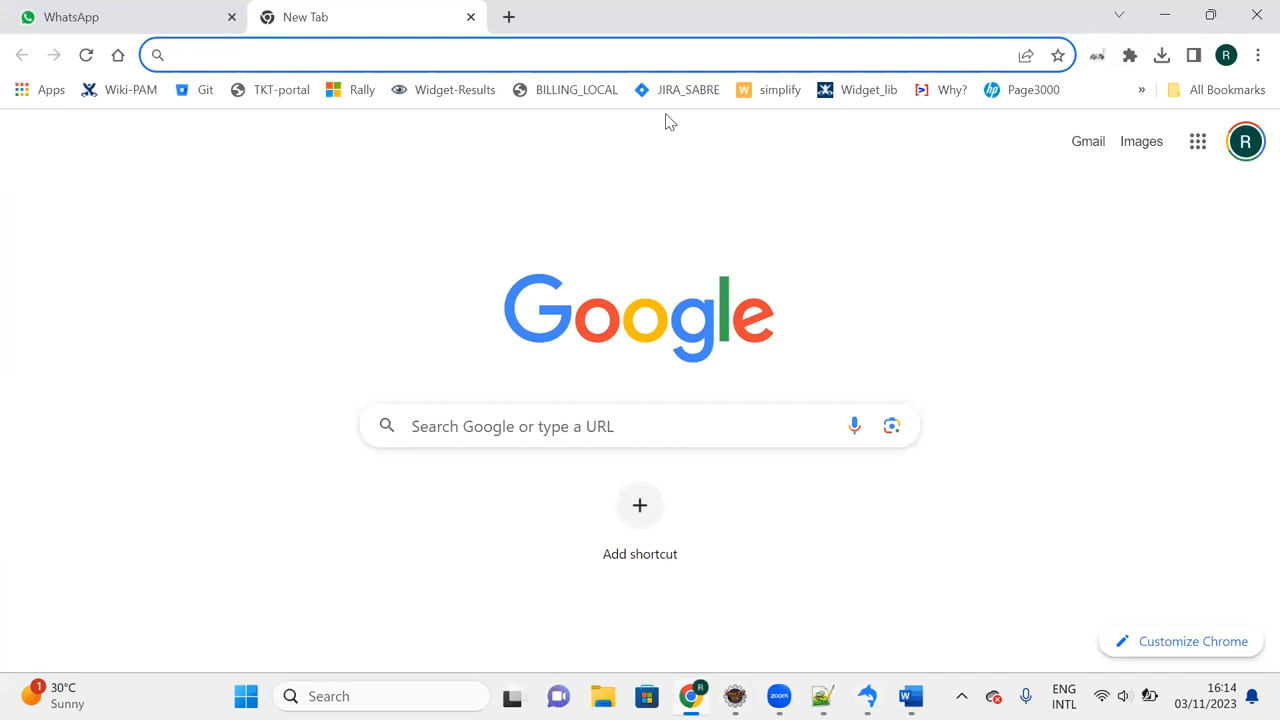 WhatsApp
New Tab
Apps
Wiki-PAM
Git
TKT-portal
Rally
Widget-Results
BILLING_LOCAL
JIRA_SABRE
simplify
Widget_lib
Why?
Page3000
»
All Bookmarks
R
Gmail
Images
R
Google
Search Google or type a URL
Add shortcut
Customize Chrome
1
30°C
Sunny
Search
R
zoom
W
ENG
INTL
16:14
03/11/2023